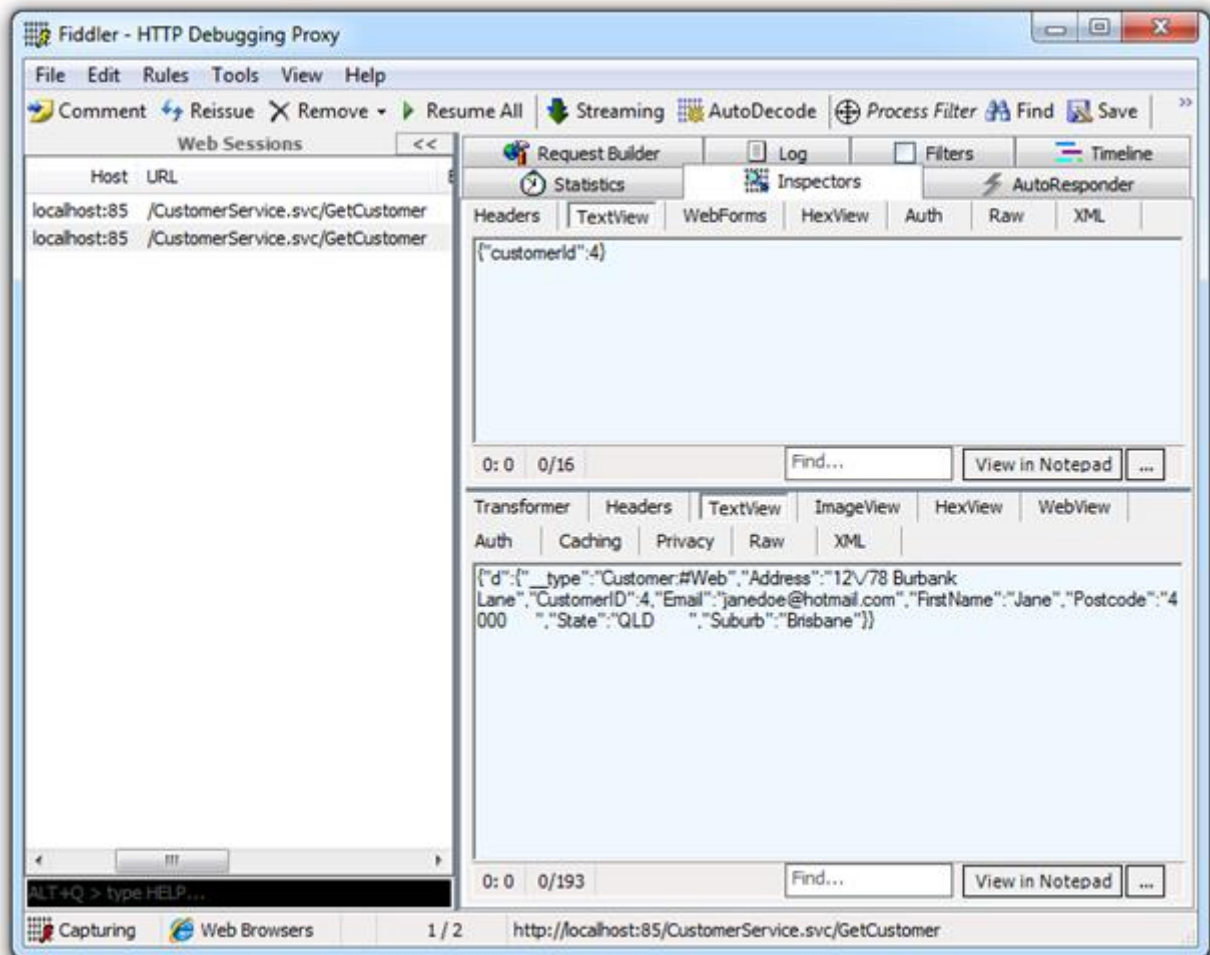 Fiddler - HTTP Debugging Proxy
File Edit Rules Tools View Help
Comment Reissue Remove Resume All Streaming AutoDecode Process Filter Find Save »
Web Sessions <<
Host URL
localhost:85 /CustomerService.svc/GetCustomer
localhost:85 /CustomerService.svc/GetCustomer
ALT+Q > type HELP...
Request Builder Log Filters Timeline
Statistics Inspectors AutoResponder
Headers TextView WebForms HexView Auth Raw XML
{"customerId":4}
0: 0 0/16 Find... View in Notepad ...
Transformer Headers TextView ImageView HexView WebView
Auth Caching Privacy Raw XML
{"d":{"__type":"Customer:#Web","Address":"12\/78 Burbank
Lane","CustomerID":4,"Email":"janedoe@hotmail.com","FirstName":"Jane","Postcode":"4
000      ","State":"QLD       ","Suburb":"Brisbane"}}
0: 0 0/193 Find... View in Notepad ...
Capturing Web Browsers 1 / 2 http://localhost:85/CustomerService.svc/GetCustomer